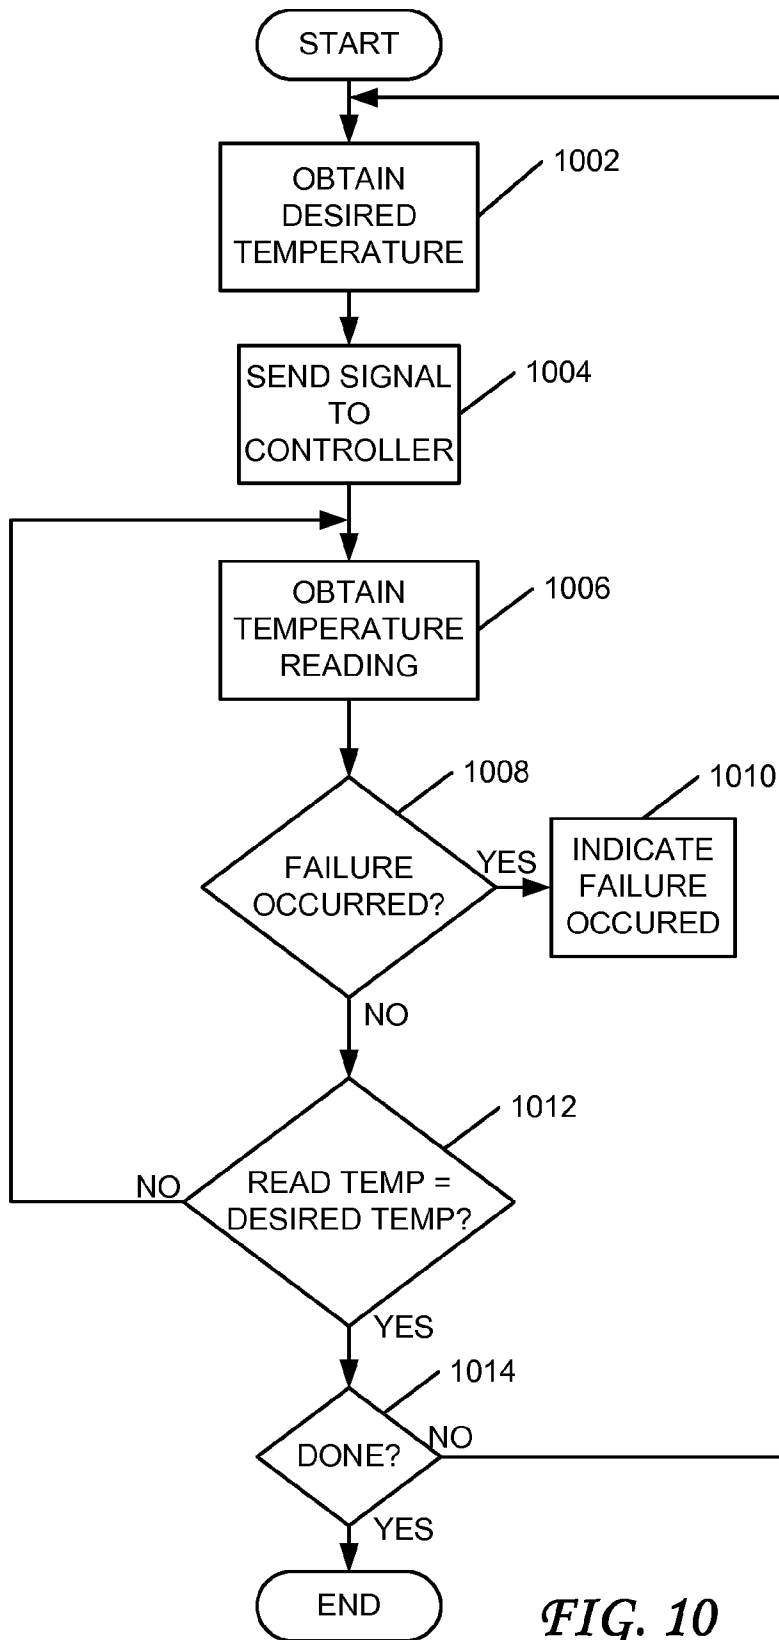 START
OBTAIN
DESIRED
TEMPERATURE
1002
SEND SIGNAL
TO
CONTROLLER
1004
OBTAIN
TEMPERATURE
READING
1006
FAILURE
OCCURRED?
1008
YES
INDICATE
FAILURE
OCCURED
1010
NO
READ TEMP =
DESIRED TEMP?
1012
NO
YES
DONE?
1014
NO
YES
END
FIG. 10